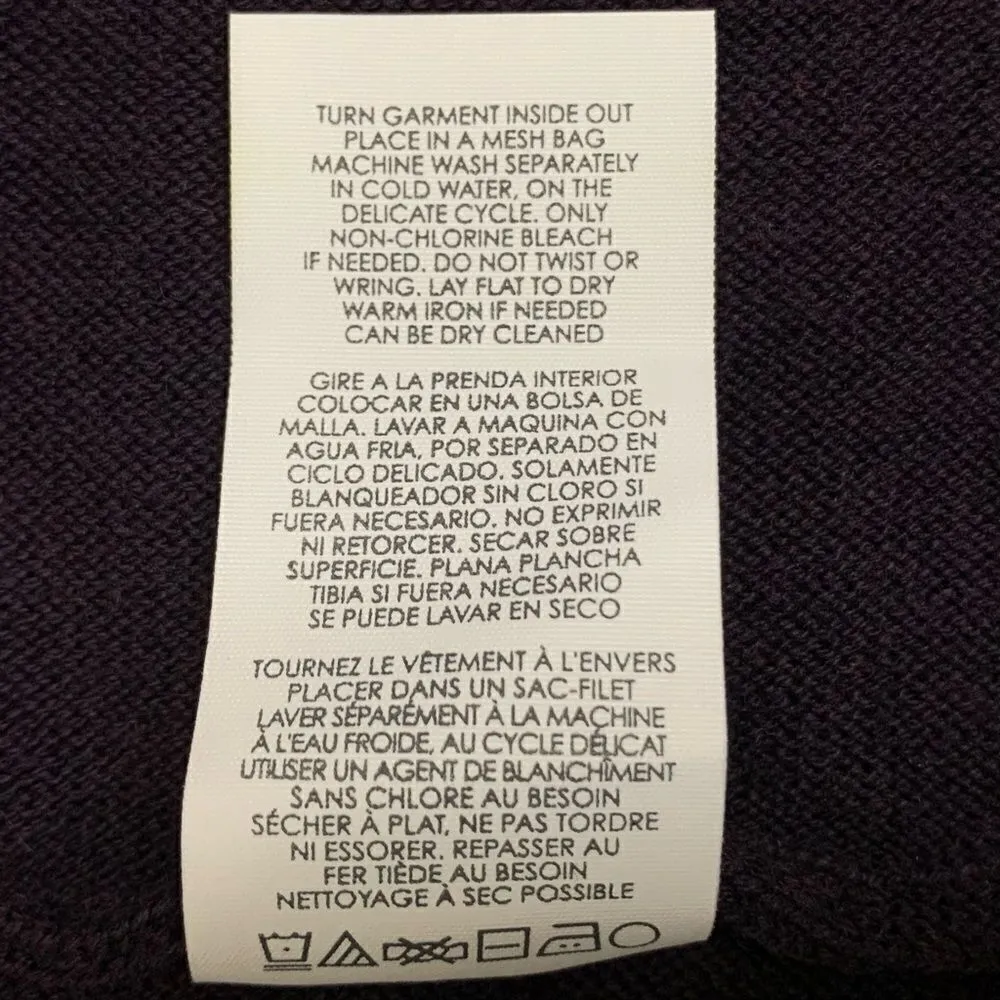 TURN GARMENT INSIDE OUT
PLACE IN A MESH BAG
MACHINE WASH SEPARATELY
IN COLD WATER, ON THE
DELICATE CYCLE. ONLY
NON-CHLORINE BLEACH
IF NEEDED. DO NOT TWIST OR
WRING. LAY FLAT TO DRY
WARM IRON IF NEEDED
CAN BE DRY CLEANED
GIRE A LA PRENDA INTERIOR
COLOCAR EN UNA BOLSA DE
MALLA. LAVAR A MAQUINA CON
AGUA FRIA, POR SEPARADO EN
CICLO DELICADO. SOLAMENTE
BLANQUEADOR SIN CLORO SI
FUERA NECESARIO. NO EXPRIMIR
NI RETORCER. SECAR SOBRE
SUPERFICIE. PLANA PLANCHA
TIBIA SI FUERA NECESARIO
SE PUEDE LAVAR EN SECO
TOURNEZ LE VÊTEMENT À L'ENVERS
PLACER DANS UN SAC-FILET
LAVER SÉPARÉMENT À LA MACHINE
À L'EAU FROIDE, AU CYCLE DÉLICAT
UTILISER UN AGENT DE BLANCHÎMENT
SANS CHLORE AU BESOIN
SÉCHER À PLAT, NE PAS TORDRE
NI ESSORER. REPASSER AU
FER TIÈDE AU BESOIN
NETTOYAGE À SEC POSSIBLE